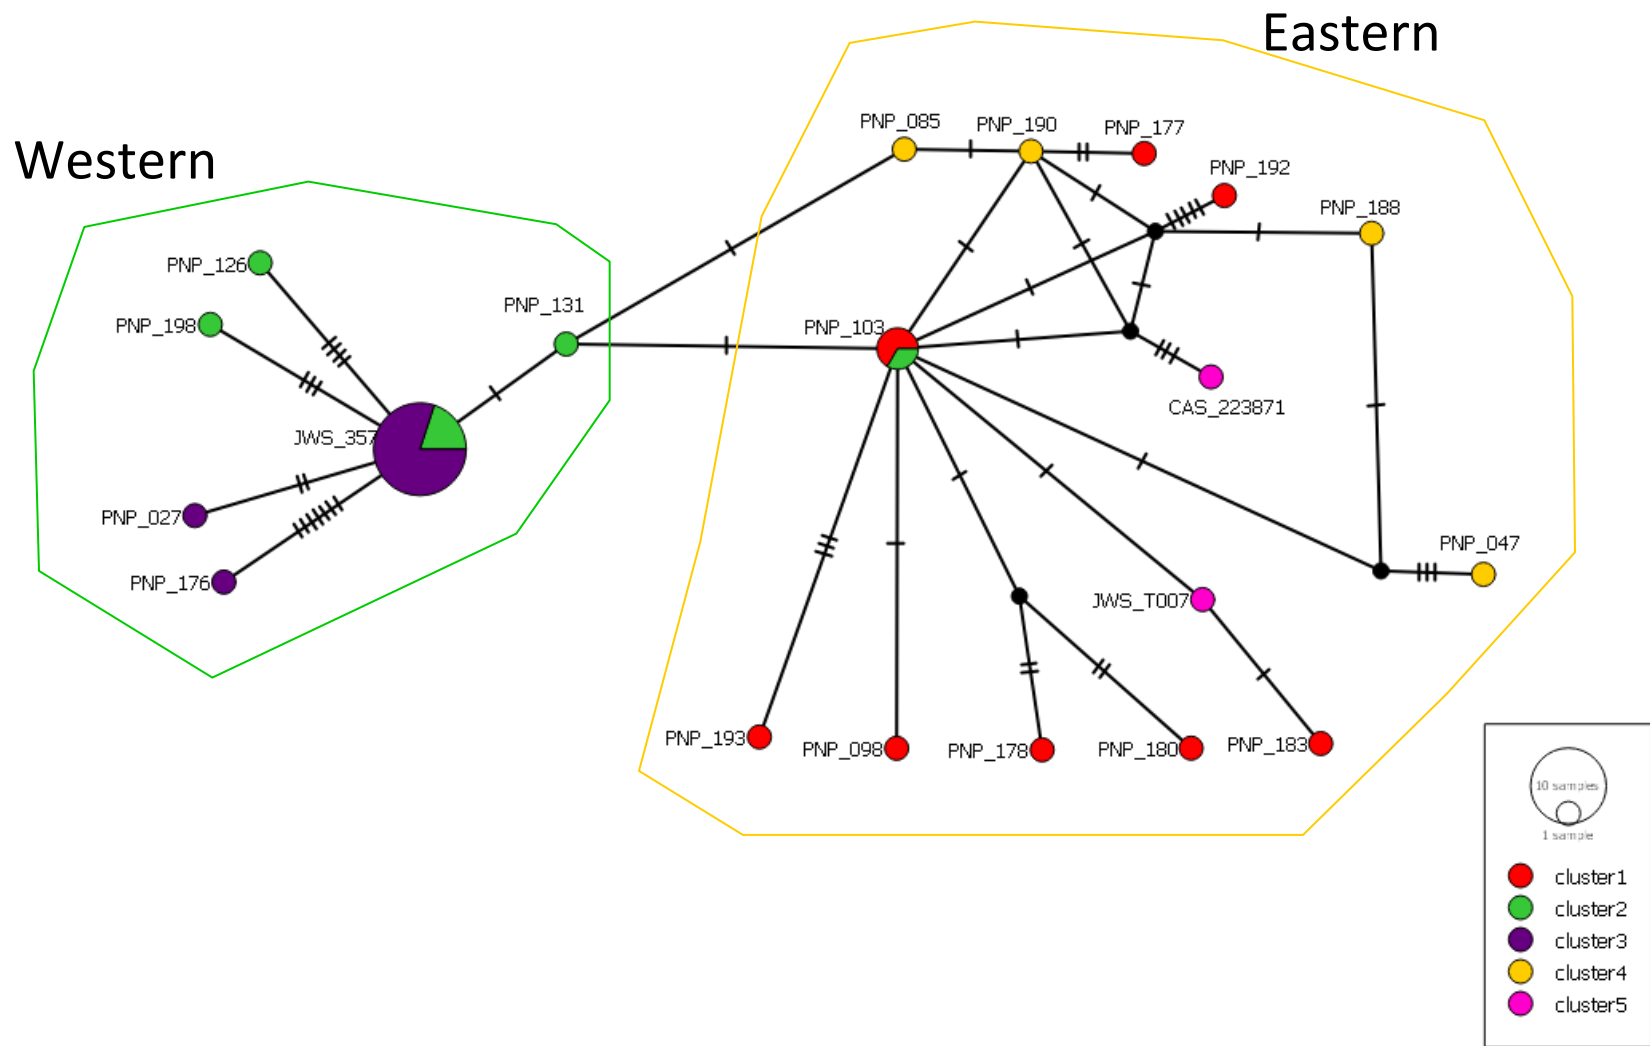 Eastern
Western
PNP_085
PNP_190
PNP_177
PNP_192
PNP_188
PNP_126
PNP_198
PNP_131
PNP_103
CAS_223871
JWS_357
PNP_027
PNP_176
PNP_047
JWS_T007
PNP_193
PNP_098
PNP_178
PNP_180
PNP_183
10 samples
1 sample
cluster1
cluster2
cluster3
cluster4
cluster5